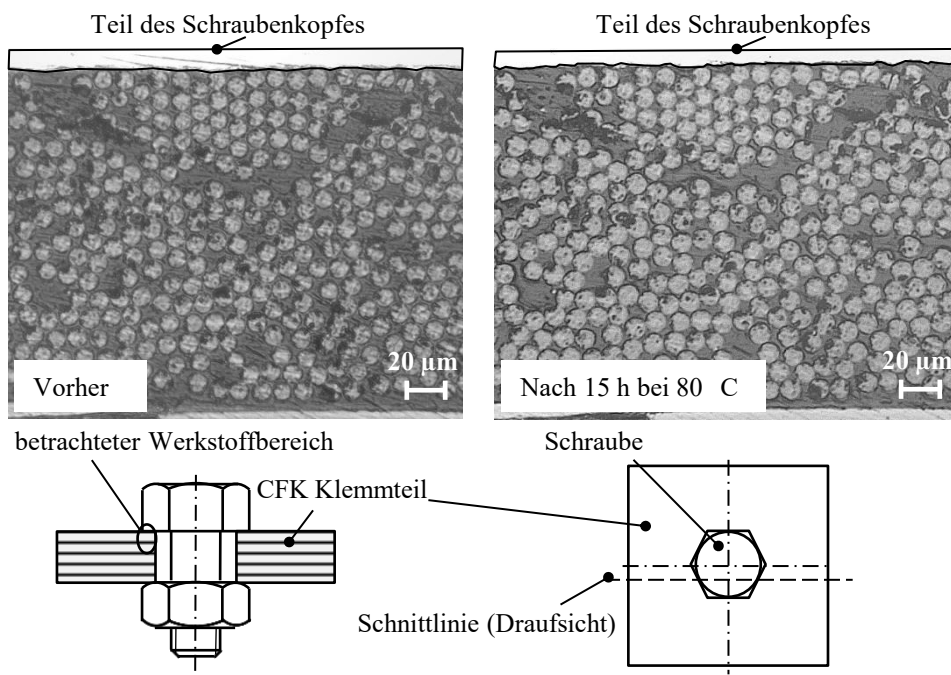 Teil des Schraubenkopfes
Teil des Schraubenkopfes
20 µm
Vorher
20 µm
Nach 15 h bei 80 C
betrachteter Werkstoffbereich
Schraube
CFK Klemmteil
Schnittlinie (Draufsicht)